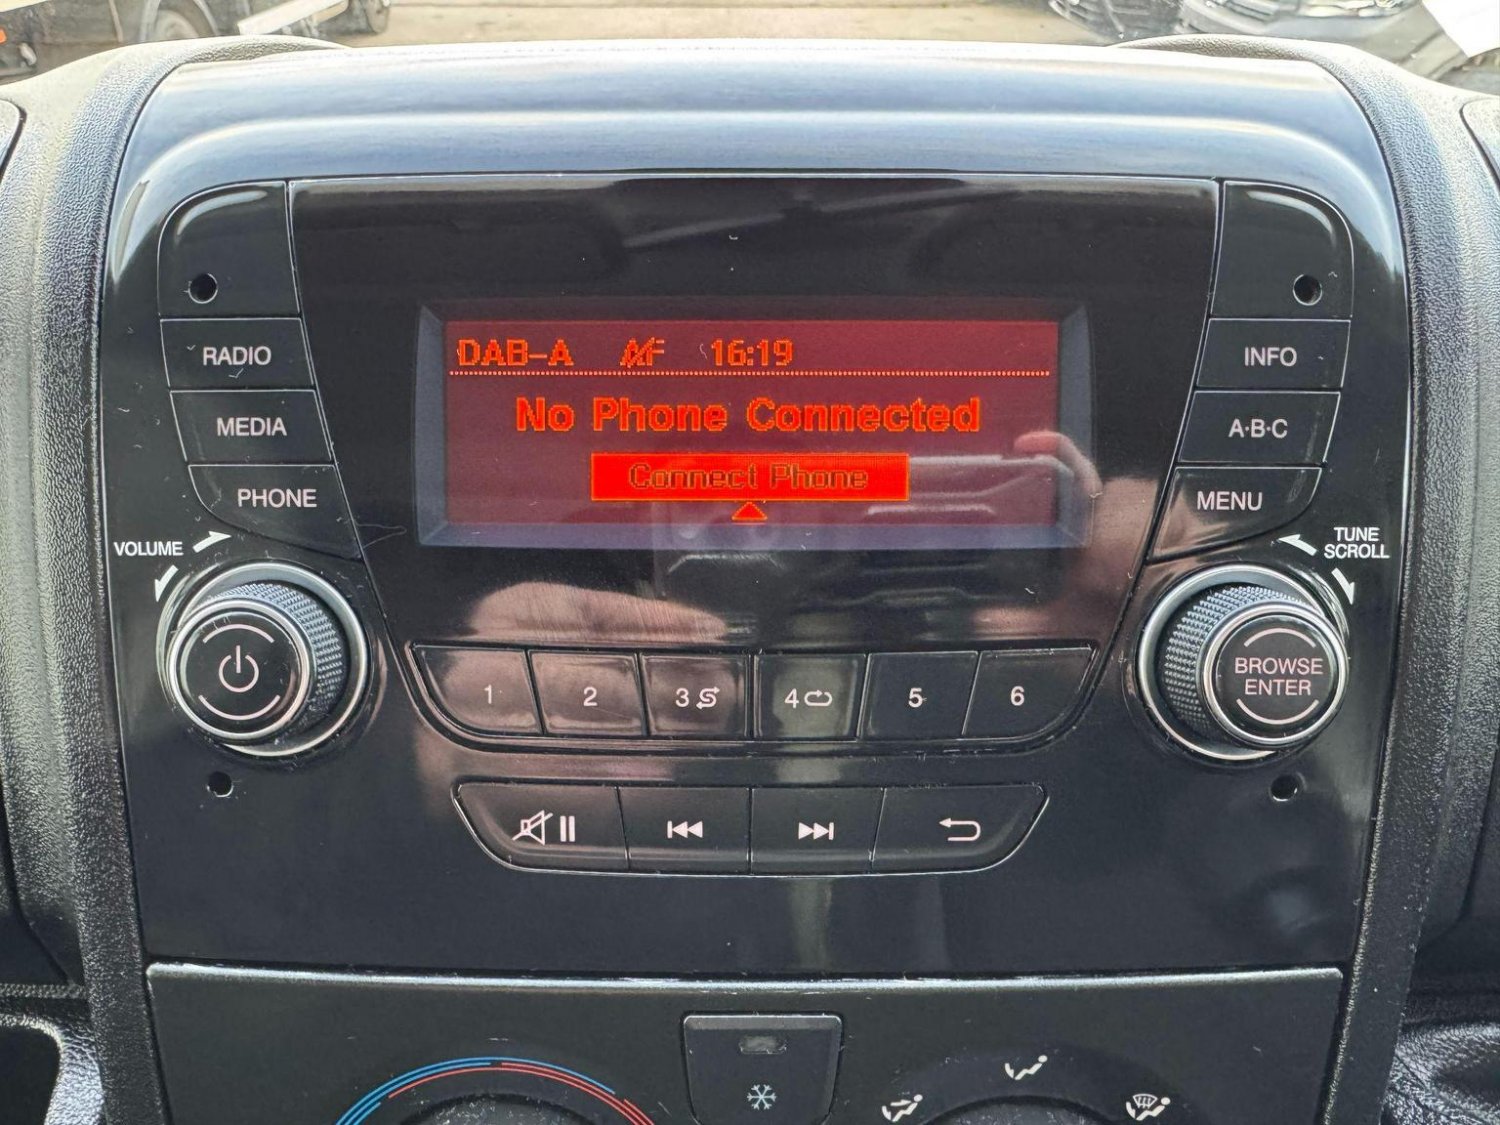 DAB-A AF 16:19
No Phone Connected
Connect Phone
RADIO
MEDIA
PHONE
VOLUME
INFO
A·B·C
MENU
TUNE
SCROLL
BROWSE
ENTER
1 2 3 4 5 6